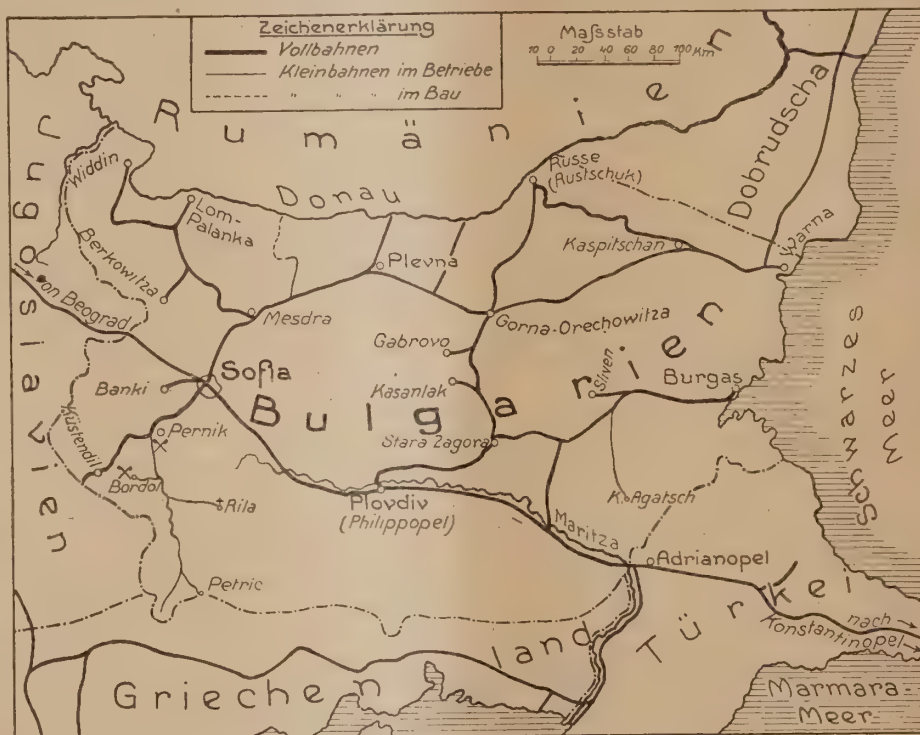 Zeichenerklärung
Vollbahnen
Kleinbahnen im Betriebe
" " " im Bau
Maßstab
10 0 20 40 60 80 100 Km
Rumänien
Jugoslavien
Dobrudscha
Donau
Widdin
Lom-
Palanka
Russe
(Rustschuk)
Berkowitza
Plevna
Kaspitschan
Warna
von Beograd
Mesdra
Gorna-Orechowitza
Gabrovo
Sofia
Banki
Kasanlak
Sliven
Burgas
Bulgarien
Schwarzes
Meer
Küstendil
Pernik
Stara Zagora
Bordol
Rila
Plovdiv
(Philippopel)
K. Agatsch
Maritza
Adrianopel
Petric
Türkei
nach
Konstantinopel
Griechenland
Marmara-
Meer